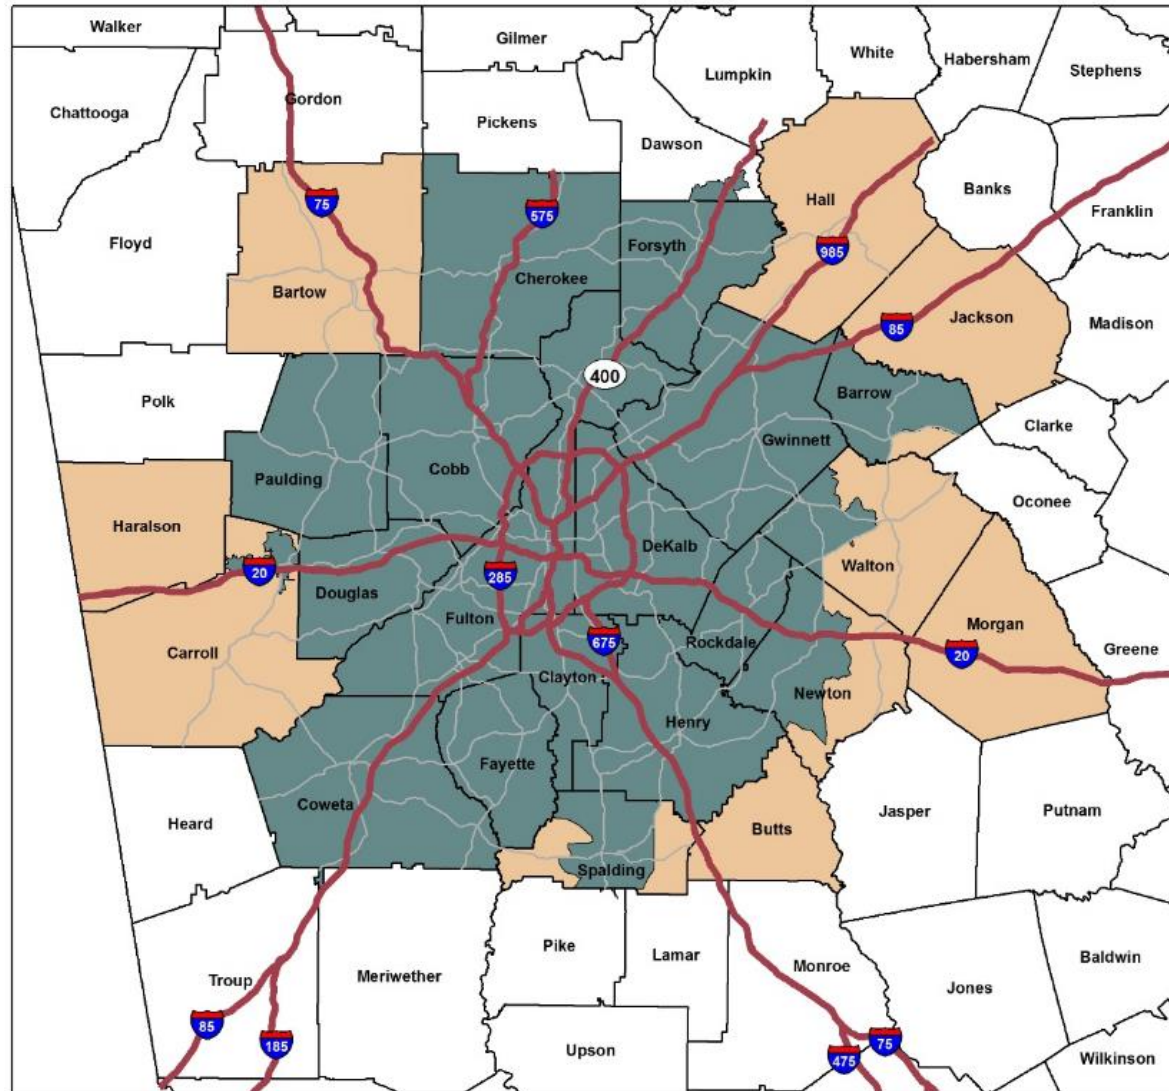 Walker
Gilmer
White
Habersham
Stephens
Lumpkin
Gordon
Chattooga
Pickens
Dawson
Banks
Hall
75
575
Franklin
Floyd
Forsyth
985
Cherokee
Bartow
Jackson
Madison
85
400
Polk
Barrow
Clarke
Gwinnett
Cobb
Paulding
Oconee
Haralson
DeKalb
Walton
20
285
Douglas
Fulton
Morgan
675
Rockdale
Carroll
20
Greene
Clayton
Newton
Henry
Fayette
Coweta
Jasper
Putnam
Heard
Butts
Spalding
Pike
Lamar
Baldwin
Monroe
Troup
Meriwether
Jones
85
185
75
Upson
475
Wilkinson